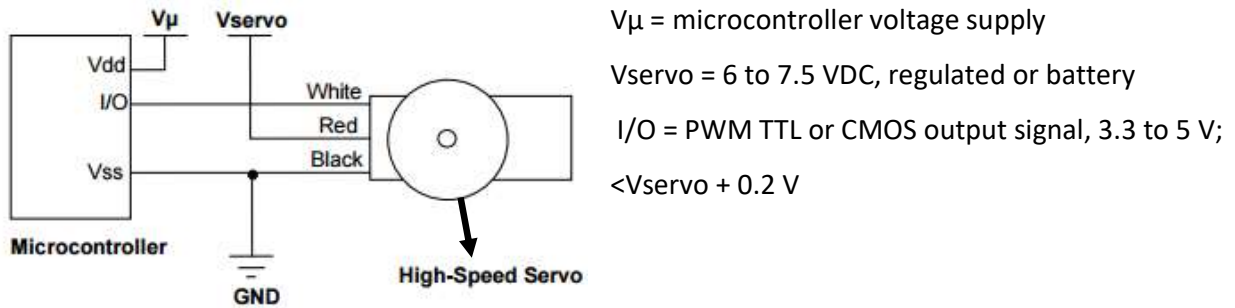 Vμ Vservo
Vdd
I/O
Vss
White
Red
Black
Microcontroller
GND
High-Speed Servo
Vμ = microcontroller voltage supply
Vservo = 6 to 7.5 VDC, regulated or battery
I/O = PWM TTL or CMOS output signal, 3.3 to 5 V;
<Vservo + 0.2 V